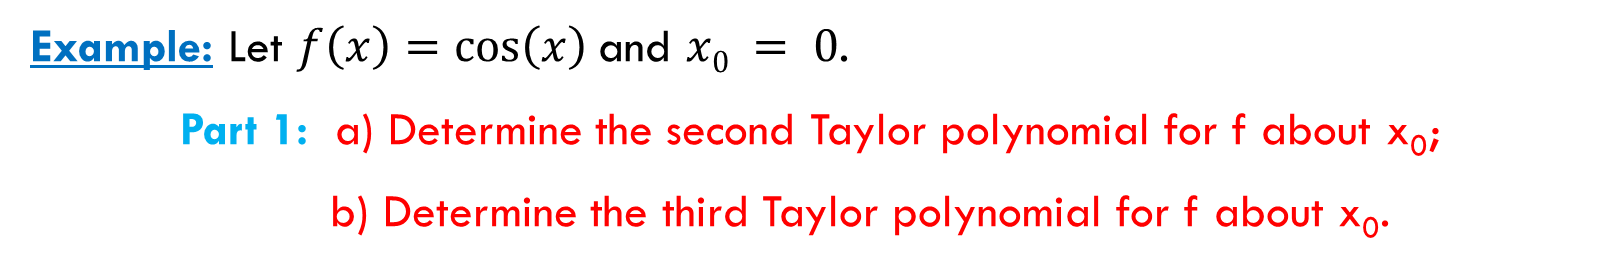 Example: Let f(x) = cos(x) and x₀ = 0.
Part 1: a) Determine the second Taylor polynomial for f about x₀;
b) Determine the third Taylor polynomial for f about x₀.